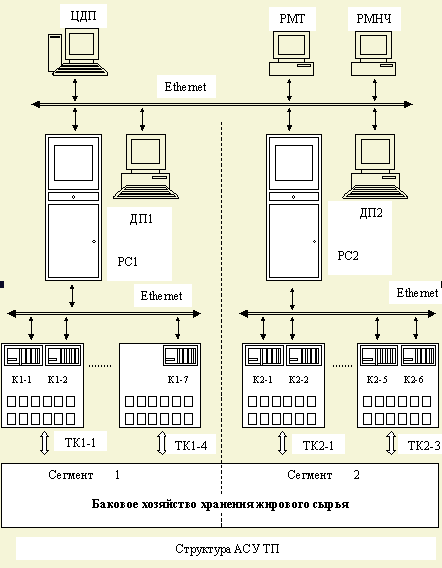 ЦДП
РМТ
РМНЧ
Ethernet
ДП1
РС1
ДП2
РС2
Ethernet
Ethernet
К1-1
К1-2
........
К1-7
К2-1
К2-2
........
К2-5
К2-6
ТК1-1
ТК1-4
ТК2-1
ТК2-3
Сегмент 1
Сегмент 2
Баковое хозяйство хранения жирового сырья
Структура АСУ ТП